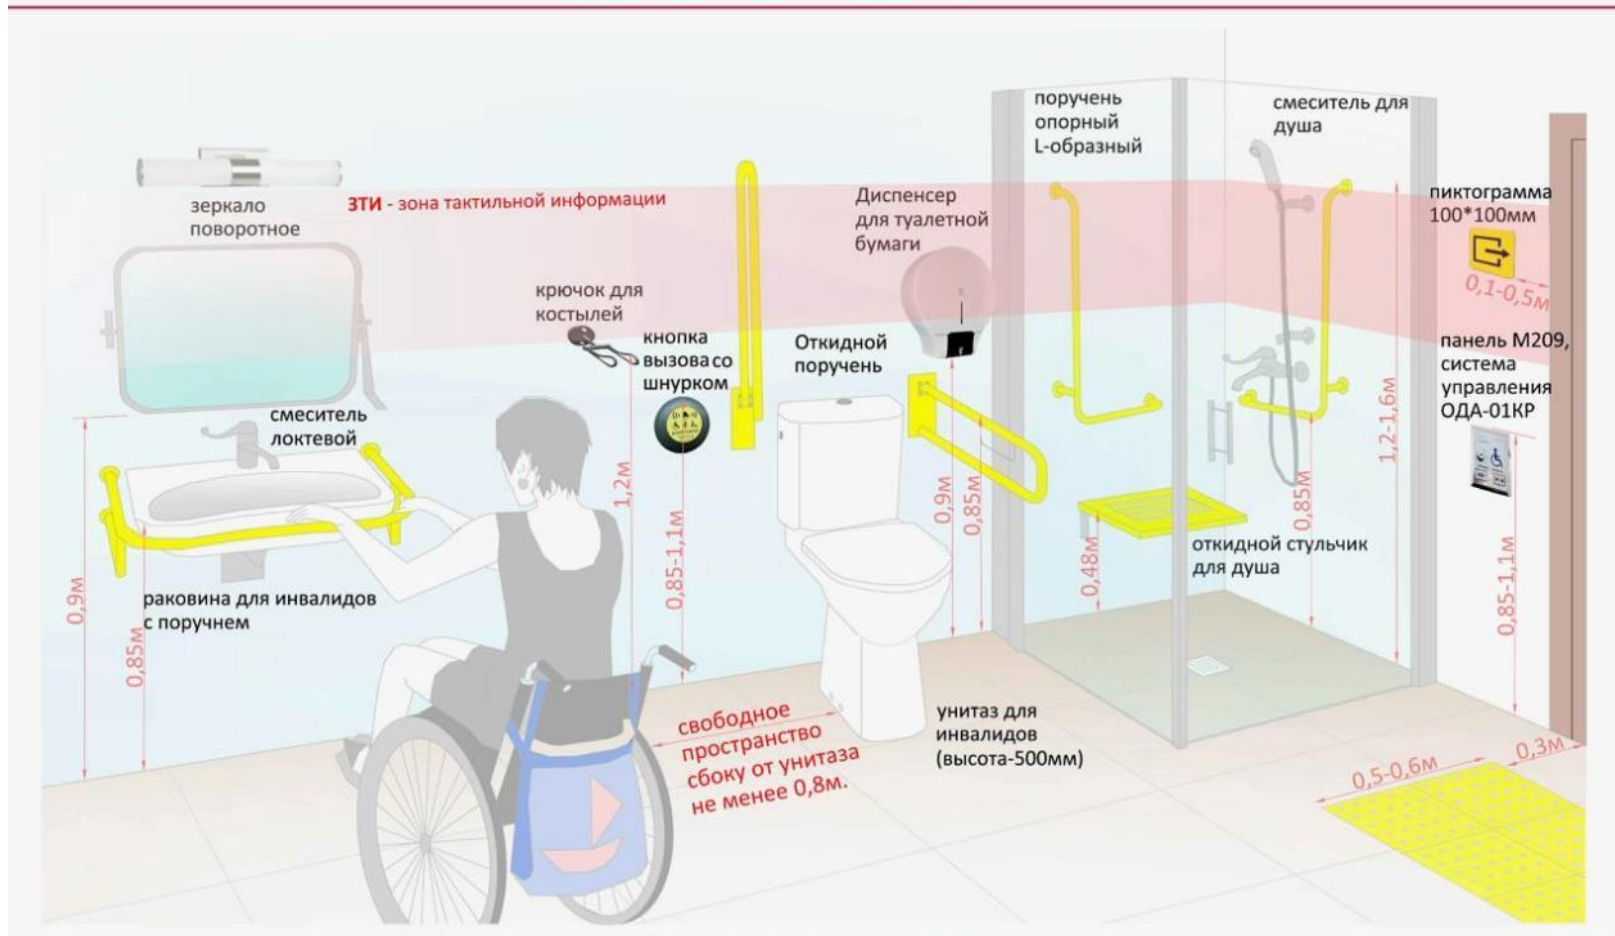 поручень
опорный
L-образный
смеситель для
душа
зеркало
поворотное
ЗТИ - зона тактильной информации
Диспенсер
для туалетной
бумаги
пиктограмма
100*100мм
0,1-0,5м
крючок для
костылей
кнопка
вызова со
шнурком
Откидной
поручень
панель М209,
система
управления
ОДА-01КР
смеситель
локтевой
1,2-1,6м
1,2м
0,9м
0,85м
0,85м
0,48м
откидной стульчик
для душа
0,85-1,1м
0,85-1,1м
0,9м
раковина для инвалидов
с поручнем
0,85м
свободное
пространство
сбоку от унитаза
не менее 0,8м.
унитаз для
инвалидов
(высота-500мм)
0,5-0,6м
0,3м